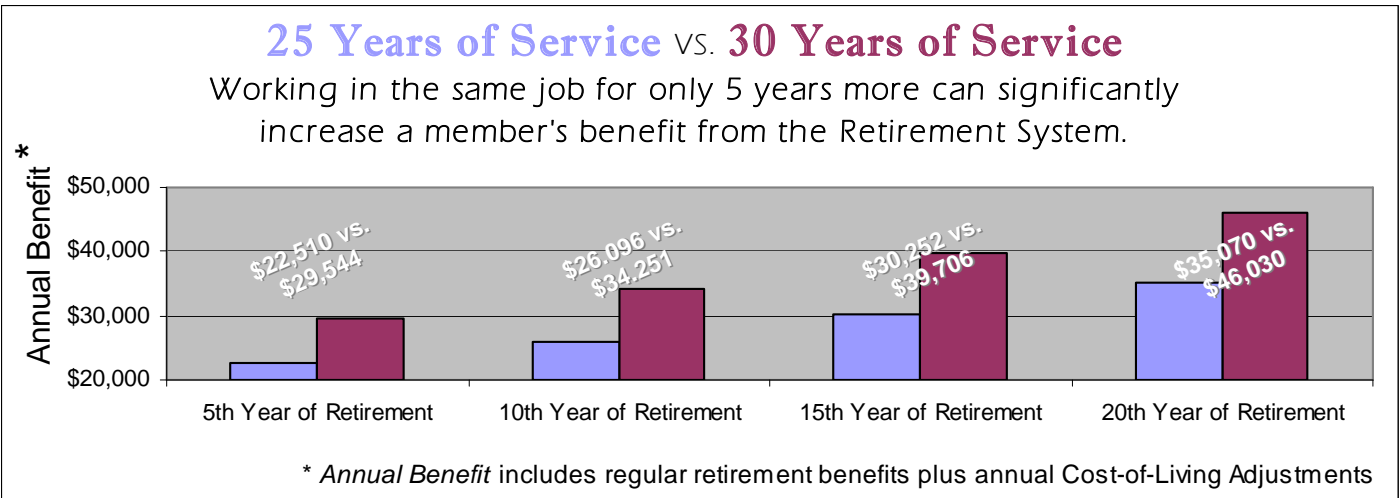 25 Years of Service VS. 30 Years of Service
Working in the same job for only 5 years more can significantly
increase a member's benefit from the Retirement System.
Annual Benefit *
$50,000
$40,000
$30,000
$20,000
$22,510 vs.
$29,544
$26.096 vs.
$34.251
$30,252 vs.
$39,706
$35,070 vs.
$46,030
5th Year of Retirement
10th Year of Retirement
15th Year of Retirement
20th Year of Retirement
* Annual Benefit includes regular retirement benefits plus annual Cost-of-Living Adjustments